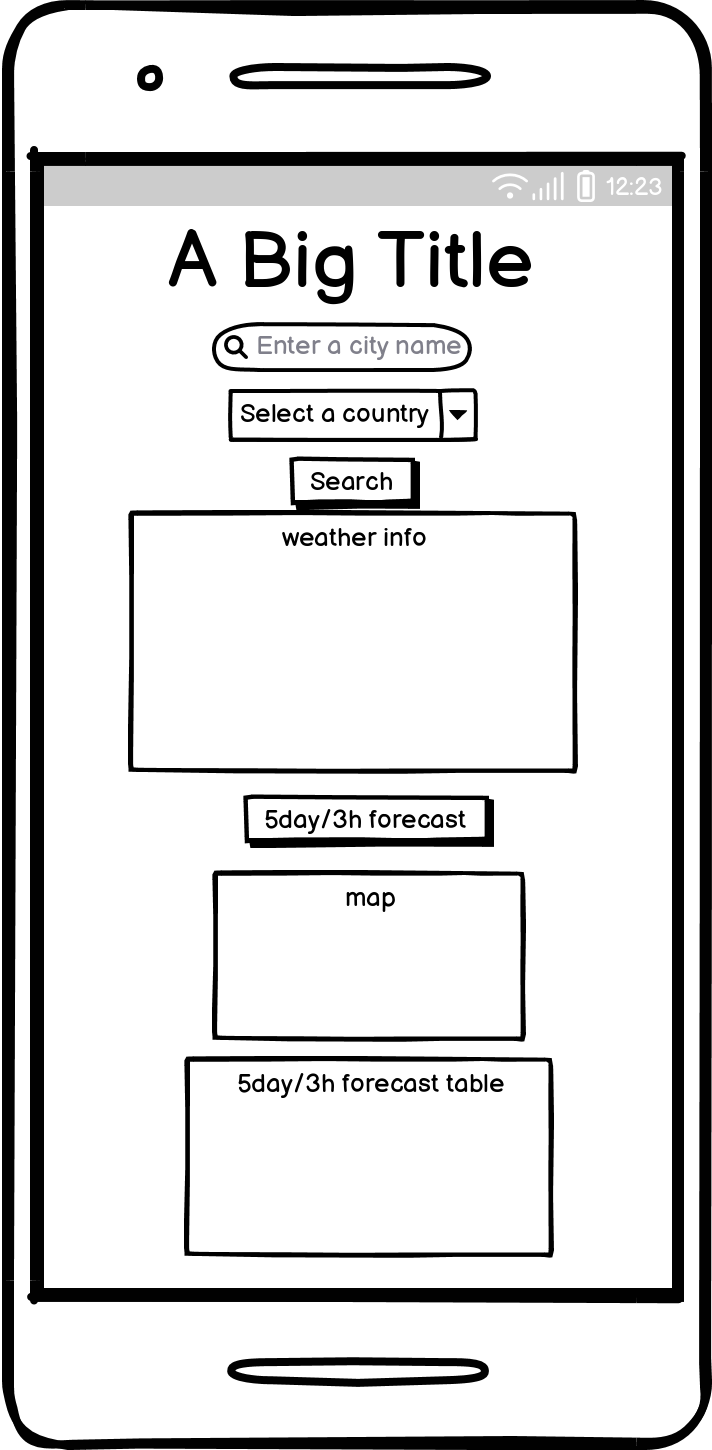 12:23
A Big Title
Enter a city name
Select a country
Search
weather info
5day/3h forecast
map
5day/3h forecast table